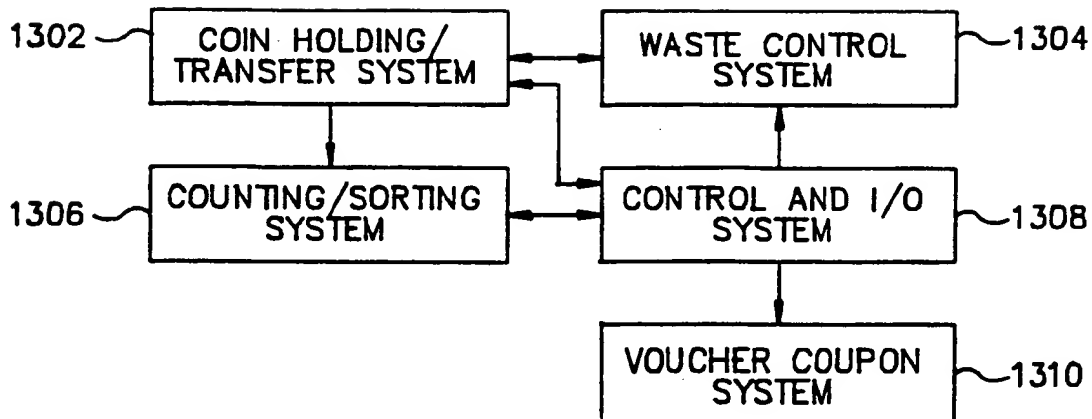 1302
COIN HOLDING/
TRANSFER SYSTEM
WASTE CONTROL
SYSTEM
1304
1306
COUNTING/SORTING
SYSTEM
CONTROL AND I/O
SYSTEM
1308
VOUCHER COUPON
SYSTEM
1310